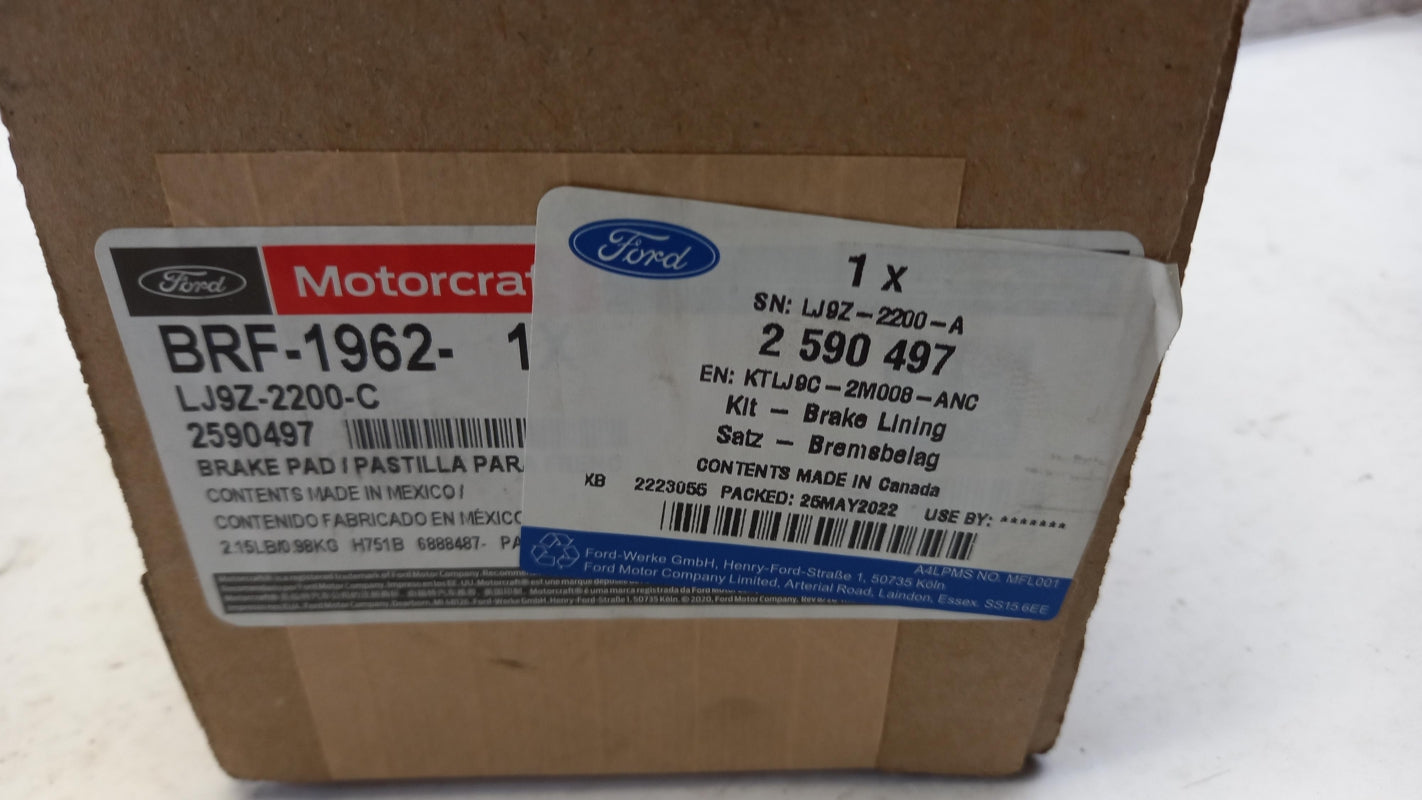 Ford
Motorcraf
BRF-1962- 1X
LJ9Z-2200-C
2590497
BRAKE PAD / PASTILLA PARA
CONTENTS MADE IN MEXICO /
CONTENIDO FABRICADO EN MÉXICO
2.15LB/0.98KG H751B 6888487- PA
Ford
1 X
SN: LJ9Z-2200-A
2 590 497
EN: KTLJ9C-2M008-ANC
Kit - Brake Lining
Satz - Bremsbelag
CONTENTS MADE IN Canada
XB 2223055 PACKED: 25MAY2022 USE BY: *******
A4LPMS NO. MFL001
Ford-Werke GmbH, Henry-Ford-Straße 1, 50735 Köln
Ford Motor Company Limited, Arterial Road, Laindon, Essex. SS15 6EE